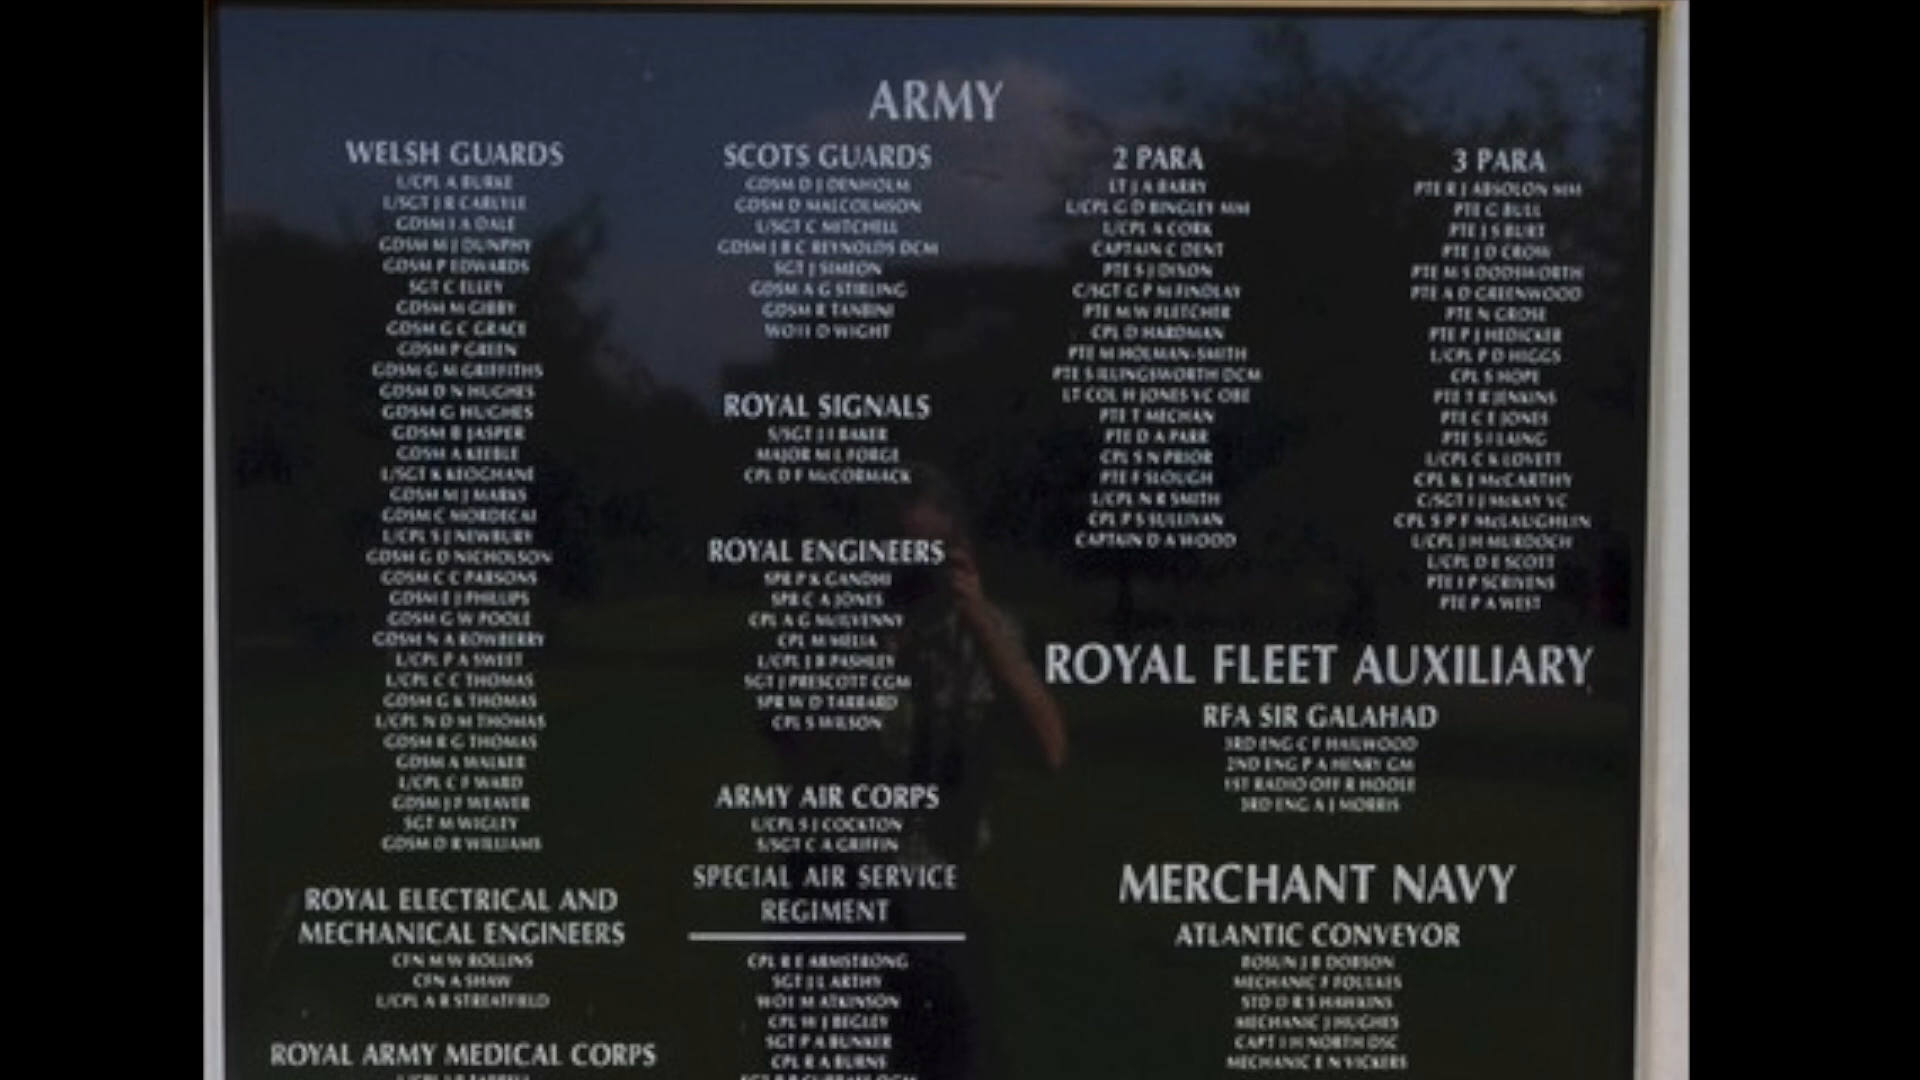 ARMY
WELSH GUARDS
L/CPL A BURKE
L/SGT J R CARLYLE
GDSM I A DALE
GDSM M J DUNPHY
GDSM P EDWARDS
SGT C ELLEY
GDSM M GIBBY
GDSM G C GRACE
GDSM P GREEN
GDSM G M GRIFFITHS
GDSM D N HUGHES
GDSM G HUGHES
GDSM B JASPER
GDSM A KEEBLE
L/SGT K KEOGHANE
GDSM M J MARKS
GDSM C MORDECAI
L/CPL S J NEWBURY
GDSM G D NICHOLSON
GDSM C C PARSONS
GDSM E J PHILLIPS
GDSM G W POOLE
GDSM N A ROWBERRY
L/CPL P A SWEET
L/CPL C C THOMAS
GDSM G K THOMAS
L/CPL N D M THOMAS
GDSM R G THOMAS
GDSM A WALKER
L/CPL C F WARD
GDSM J F WEAVER
SGT M WIGLEY
GDSM D R WILLIAMS
ROYAL ELECTRICAL AND
MECHANICAL ENGINEERS
CFN M W ROLLINS
CFN A SHAW
L/CPL A R STREATFIELD
ROYAL ARMY MEDICAL CORPS
SCOTS GUARDS
GDSM D J DENHOLM
GDSM D MALCOLMSON
L/SGT C MITCHELL
GDSM J B C REYNOLDS DCM
SGT J SIMEON
GDSM A G STIRLING
GDSM R TANBINI
WOII D WIGHT
ROYAL SIGNALS
S/SGT J I BAKER
MAJOR M L FORGE
CPL D F McCORMACK
ROYAL ENGINEERS
SPR P K GANDHI
SPR C A JONES
CPL A G McILVENNY
CPL M MELIA
L/CPL J B PASHLEY
SGT J PRESCOTT CGM
SPR W D TARBARD
CPL S WILSON
ARMY AIR CORPS
L/CPL S J COCKTON
S/SGT C A GRIFFIN
SPECIAL AIR SERVICE
REGIMENT
CPL R E ARMSTRONG
SGT J L ARTHY
WO1 M ATKINSON
CPL W J BEGLEY
SGT P A BUNKER
CPL R A BURNS
2 PARA
LT J A BARRY
L/CPL G D BINGLEY MM
L/CPL A CORK
CAPTAIN C DENT
PTE S J DIXON
C/SGT G P M FINDLAY
PTE M W FLETCHER
CPL D HARDMAN
PTE M HOLMAN-SMITH
PTE S ILLINGSWORTH DCM
LT COL H JONES VC OBE
PTE T MECHAN
PTE D A PARR
CPL S N PRIOR
PTE F SLOUGH
L/CPL N R SMITH
CPL P S SULLIVAN
CAPTAIN D A WOOD
3 PARA
PTE R J ABSOLON MM
PTE G BULL
PTE J S BURT
PTE J D CROW
PTE M S DODSWORTH
PTE A D GREENWOOD
PTE N GROSE
PTE P J HEDICKER
L/CPL P D HIGGS
CPL S HOPE
PTE T R JENKINS
PTE C E JONES
PTE S I LAING
L/CPL C K LOVETT
CPL K J McCARTHY
C/SGT I J McKAY VC
CPL S P F McLAUGHLIN
L/CPL J H MURDOCH
L/CPL D E SCOTT
PTE I P SCRIVENS
PTE P A WEST
ROYAL FLEET AUXILIARY
RFA SIR GALAHAD
3RD ENG C F HAILWOOD
2ND ENG P A HENRY GM
1ST RADIO OFF R HOOLE
3RD ENG A J MORRIS
MERCHANT NAVY
ATLANTIC CONVEYOR
BOSUN J B DOBSON
MECHANIC F FOULKES
STD D R S HAWKINS
MECHANIC J HUGHES
CAPT I H NORTH DSC
MECHANIC E N VICKERS